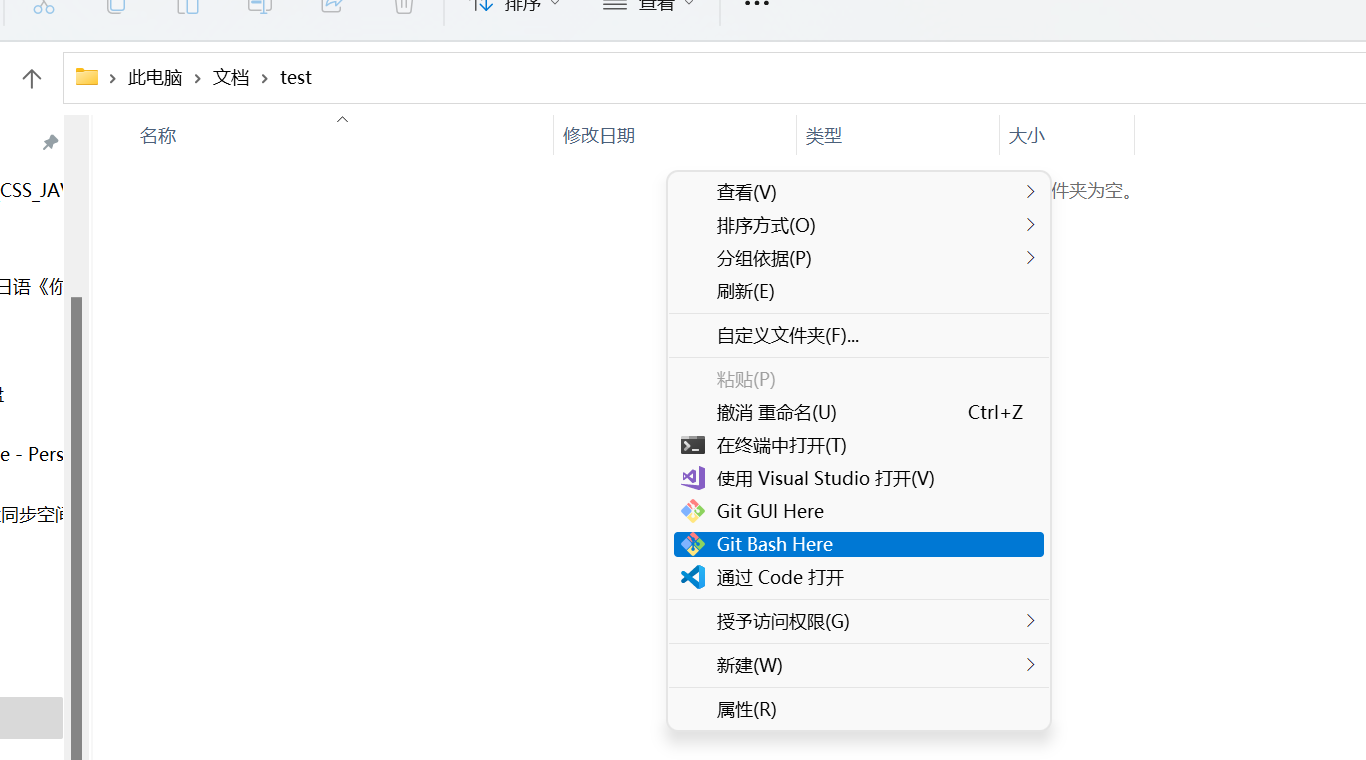 排序 查看
此电脑 文档 test
名称 修改日期 类型 大小
CSS_JAV
件夹为空。
日语《你
e - Pers
同步空间
查看(V)
排序方式(O)
分组依据(P)
刷新(E)
自定义文件夹(F)...
粘贴(P)
撤消 重命名(U) Ctrl+Z
在终端中打开(T)
使用 Visual Studio 打开(V)
Git GUI Here
Git Bash Here
通过 Code 打开
授予访问权限(G)
新建(W)
属性(R)